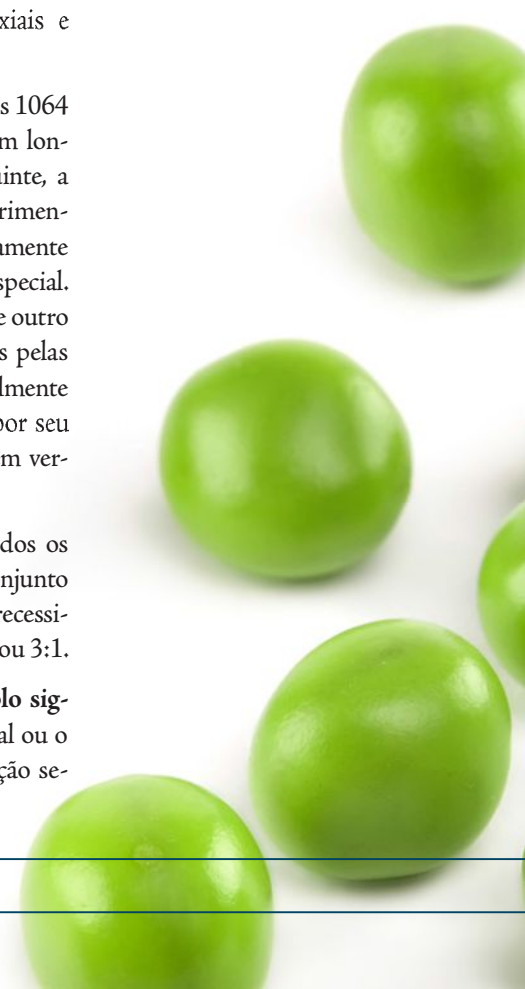 xiais e
s 1064
m lon-
inte, a
rimen-
amente
special.
e outro
s pelas
lmente
por seu
m ver-
dos os
njunto
recessi-
ou 3:1.
lo sig-
al ou o
ção se-